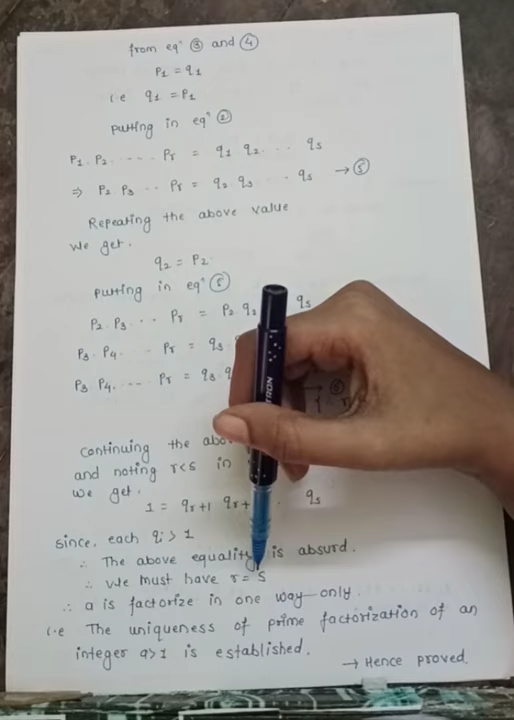 from eqⁿ ③ and ④
P₁ = q₁
i.e q₁ = P₁
putting in eqⁿ ②
P₁. P₂. .... Pr = q₁ q₂ ... qs
⇒ P₂ P₃ .. Pr = q₂ q₃ ... qs → ⑤
Repeating the above value
we get.
q₂ = P₂.
putting in eqⁿ ⑤
P₂. P₃. ... Pr = P₂ q₃ qs
P₃. P₄. .. Pr = q₃.
P₃ P₄. .... Pr = q₃. q → ⑥
Continuing the
and noting r<s in
we get.
1 = qr+1 qr+ . qs
since, each qi > 1
∴ The above equality is absurd.
∴ We must have r = s
∴ a is factorize in one way only.
i.e The uniqueness of prime factorization of an
integer a>1 is established.
→ Hence proved.